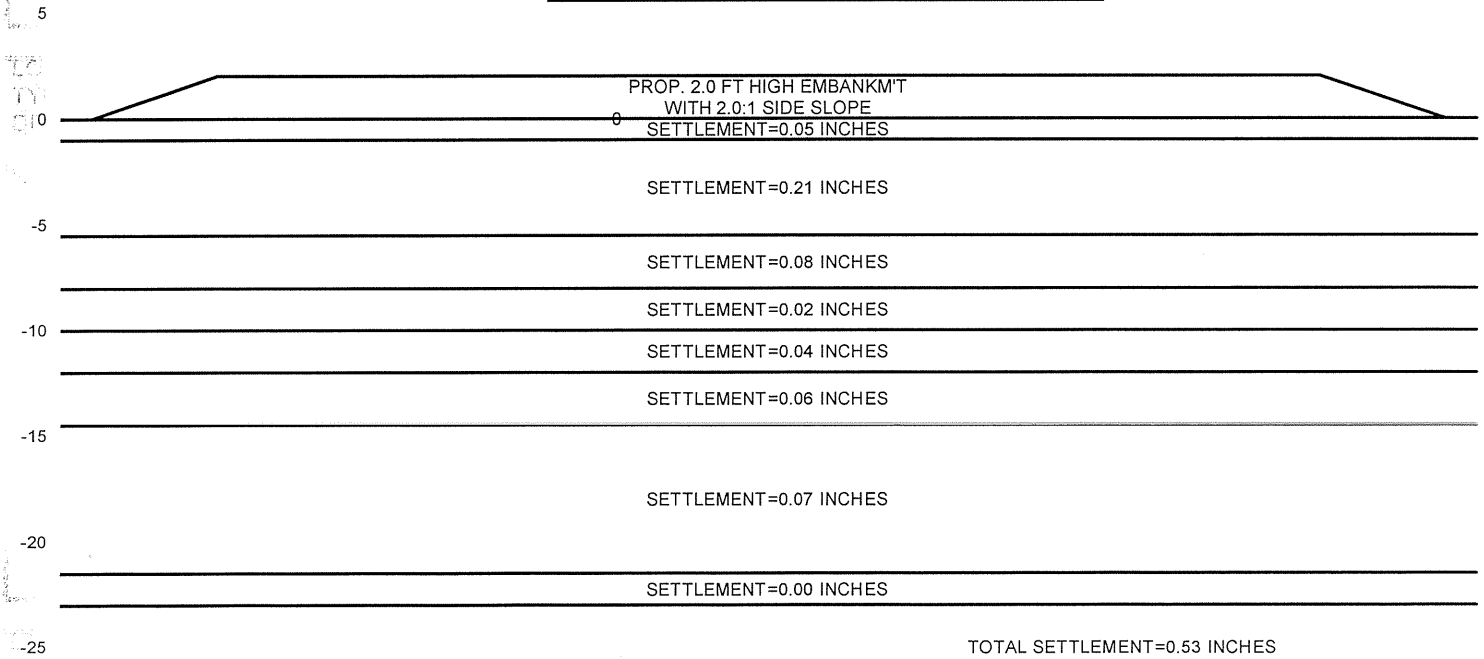 5
PROP. 2.0 FT HIGH EMBANKM'T
WITH 2.0:1 SIDE SLOPE
0
0
SETTLEMENT=0.05 INCHES
SETTLEMENT=0.21 INCHES
-5
SETTLEMENT=0.08 INCHES
SETTLEMENT=0.02 INCHES
-10
SETTLEMENT=0.04 INCHES
SETTLEMENT=0.06 INCHES
-15
SETTLEMENT=0.07 INCHES
-20
SETTLEMENT=0.00 INCHES
-25
TOTAL SETTLEMENT=0.53 INCHES